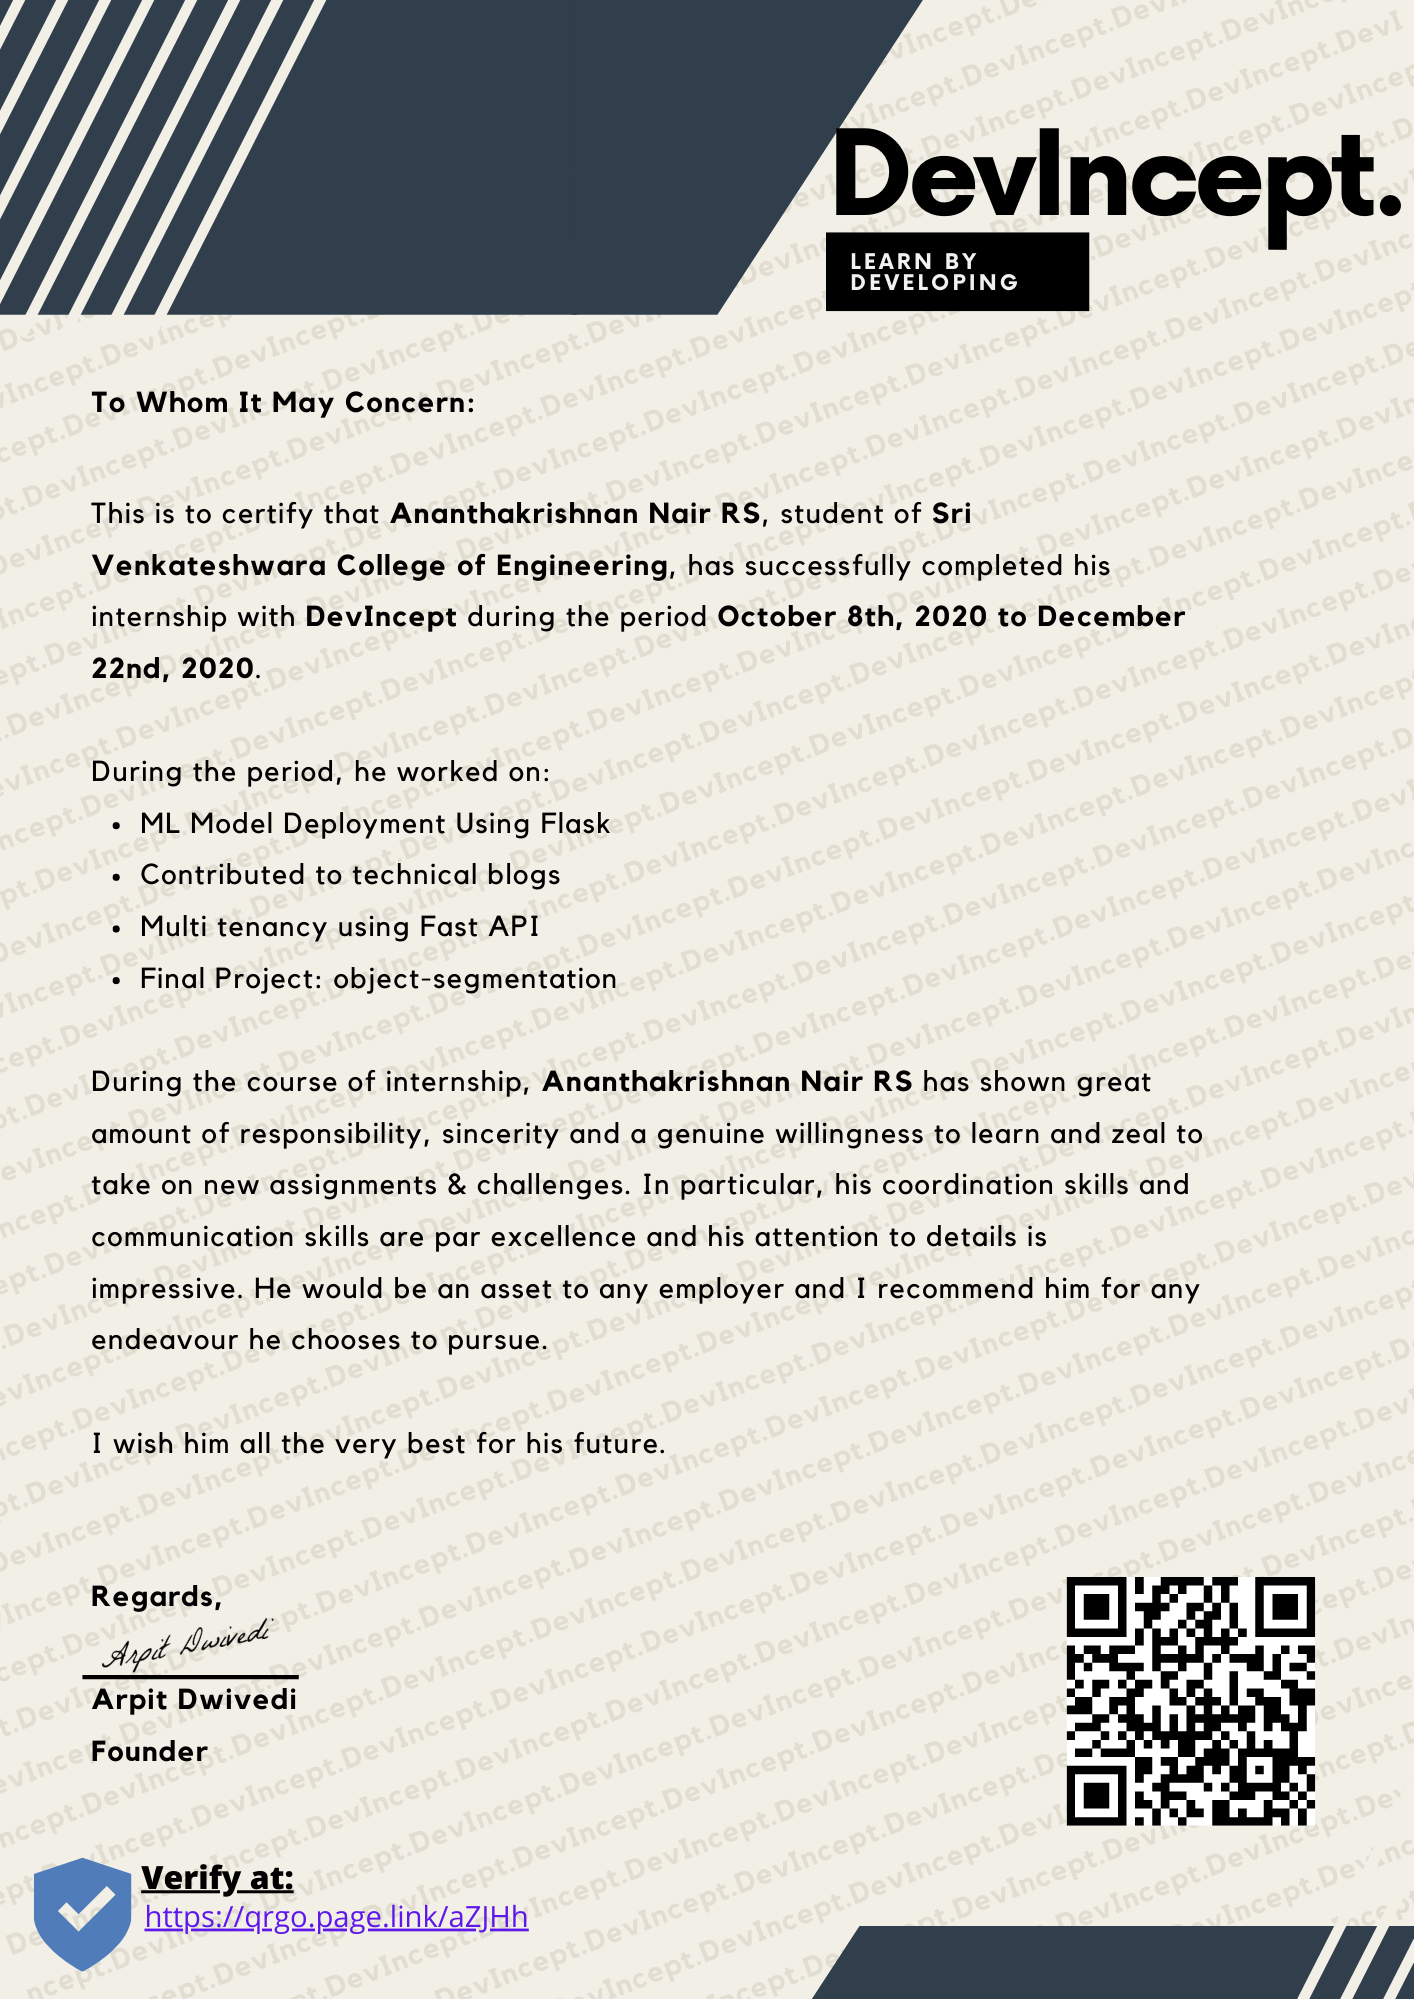 DevIncept.
LEARN BY
DEVELOPING
To Whom It May Concern:
This is to certify that Ananthakrishnan Nair RS, student of Sri
Venkateshwara College of Engineering, has successfully completed his
internship with DevIncept during the period October 8th, 2020 to December
22nd, 2020.
During the period, he worked on:
• ML Model Deployment Using Flask
• Contributed to technical blogs
• Multi tenancy using Fast API
• Final Project: object-segmentation
During the course of internship, Ananthakrishnan Nair RS has shown great
amount of responsibility, sincerity and a genuine willingness to learn and zeal to
take on new assignments & challenges. In particular, his coordination skills and
communication skills are par excellence and his attention to details is
impressive. He would be an asset to any employer and I recommend him for any
endeavour he chooses to pursue.
I wish him all the very best for his future.
Regards,
Arpit Dwivedi
Arpit Dwivedi
Founder
Verify at:
https://qrgo.page.link/aZJHh